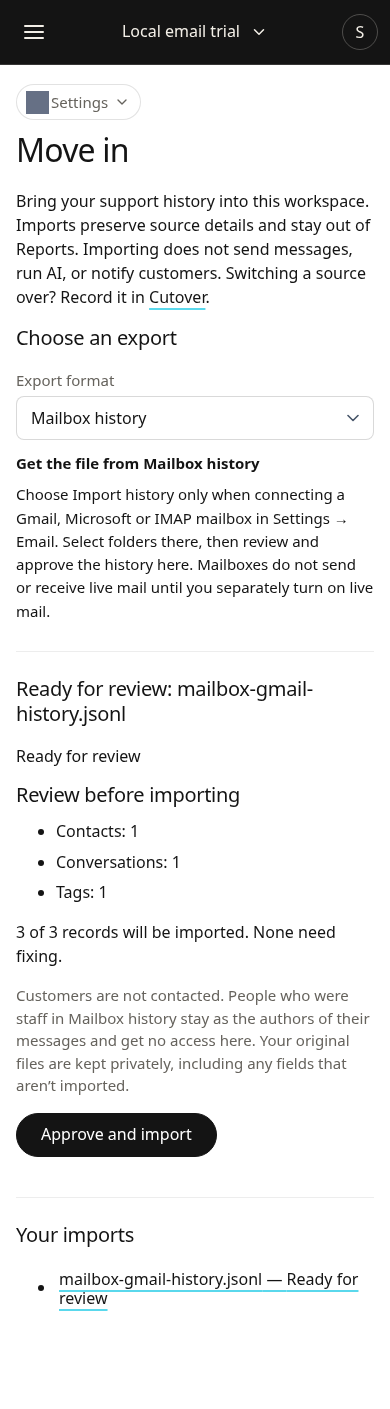 Local email trial
S
Settings
Move in
Bring your support history into this workspace.
Imports preserve source details and stay out of
Reports. Importing does not send messages,
run AI, or notify customers. Switching a source
over? Record it in Cutover.
Choose an export
Export format
Mailbox history
Get the file from Mailbox history
Choose Import history only when connecting a
Gmail, Microsoft or IMAP mailbox in Settings →
Email. Select folders there, then review and
approve the history here. Mailboxes do not send
or receive live mail until you separately turn on live
mail.
Ready for review: mailbox-gmail-
history.jsonl
Ready for review
Review before importing
• Contacts: 1
• Conversations: 1
• Tags: 1
3 of 3 records will be imported. None need
fixing.
Customers are not contacted. People who were
staff in Mailbox history stay as the authors of their
messages and get no access here. Your original
files are kept privately, including any fields that
aren’t imported.
Approve and import
Your imports
• mailbox-gmail-history.jsonl — Ready for
review